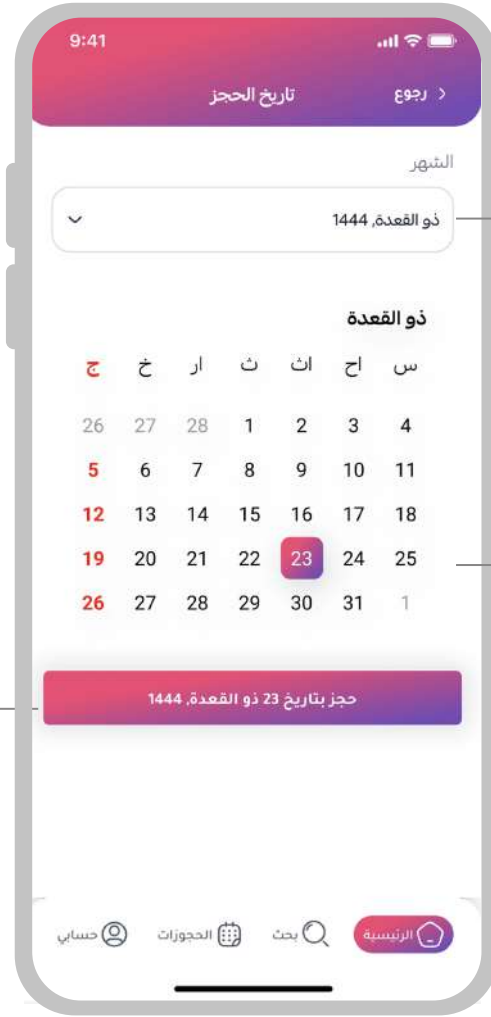 9:41
رجوع
تاريخ الحجز
الشهر
ذو القعدة, 1444
ذو القعدة
س اح اث ث ار خ ج
26 27 28 1 2 3 4
5 6 7 8 9 10 11
12 13 14 15 16 17 18
19 20 21 22 23 24 25
26 27 28 29 30 31 1
حجز بتاريخ 23 ذو القعدة, 1444
الرئيسية بحث الحجوزات حسابي